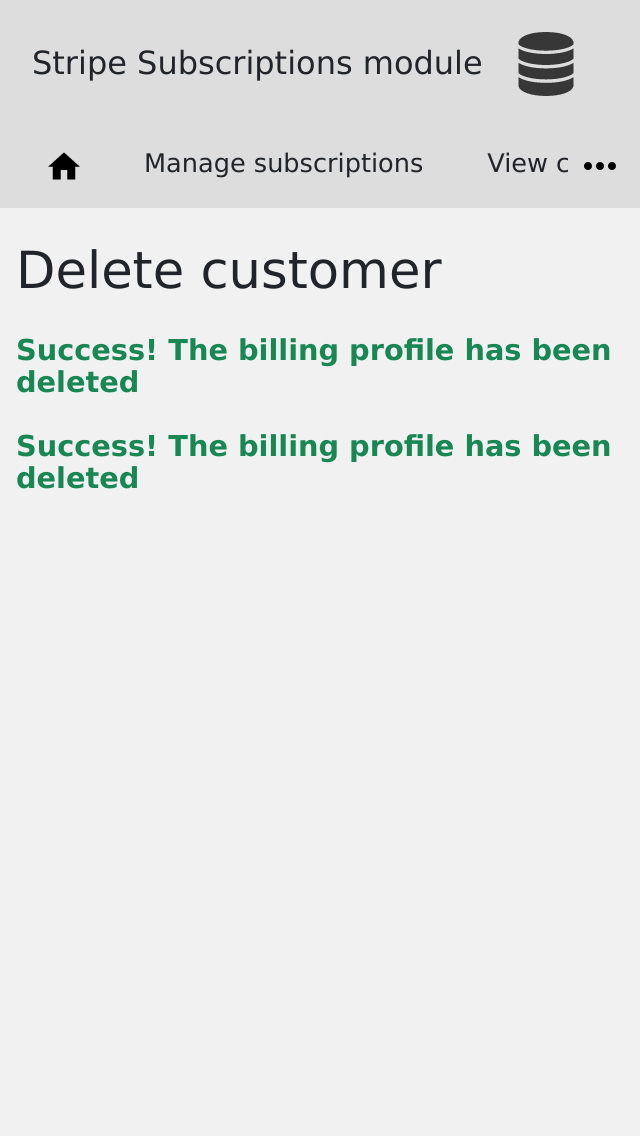 Stripe Subscriptions module
Manage subscriptions View c
Delete customer
Success! The billing profile has been
deleted
Success! The billing profile has been
deleted